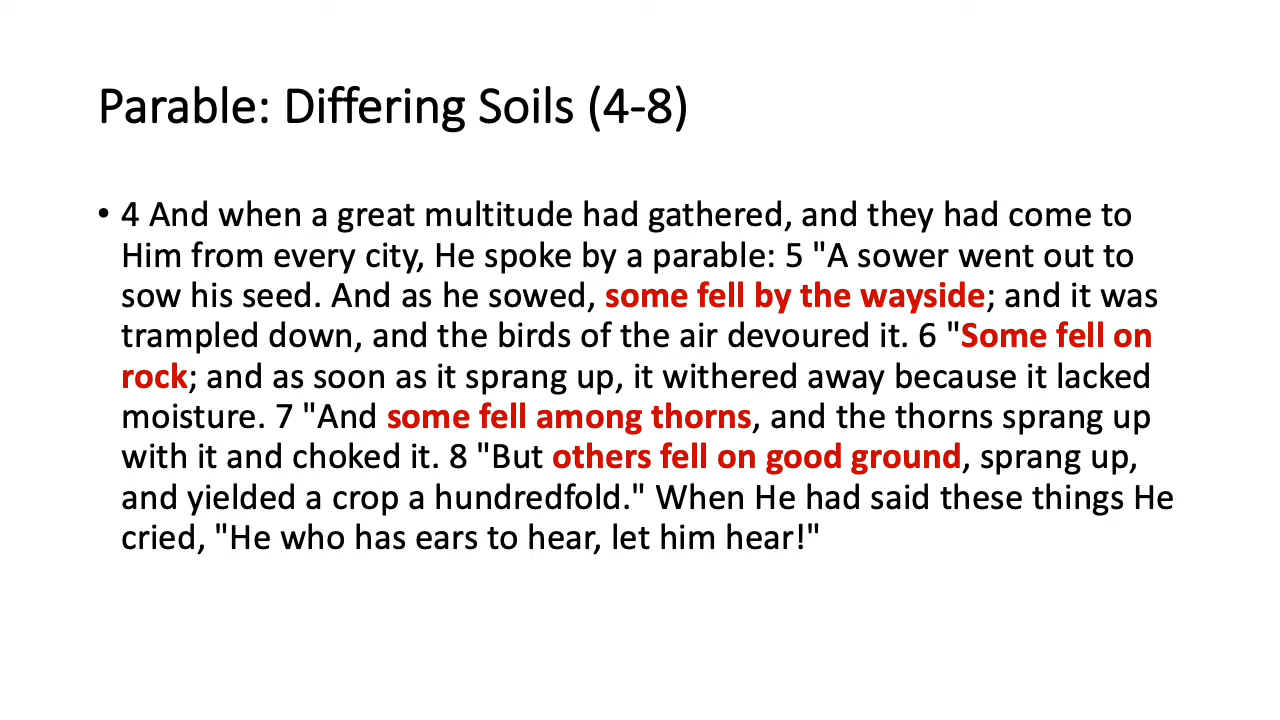 Parable: Differing Soils (4-8)
• 4 And when a great multitude had gathered, and they had come to
Him from every city, He spoke by a parable: 5 "A sower went out to
sow his seed. And as he sowed, some fell by the wayside; and it was
trampled down, and the birds of the air devoured it. 6 "Some fell on
rock; and as soon as it sprang up, it withered away because it lacked
moisture. 7 "And some fell among thorns, and the thorns sprang up
with it and choked it. 8 "But others fell on good ground, sprang up,
and yielded a crop a hundredfold." When He had said these things He
cried, "He who has ears to hear, let him hear!"